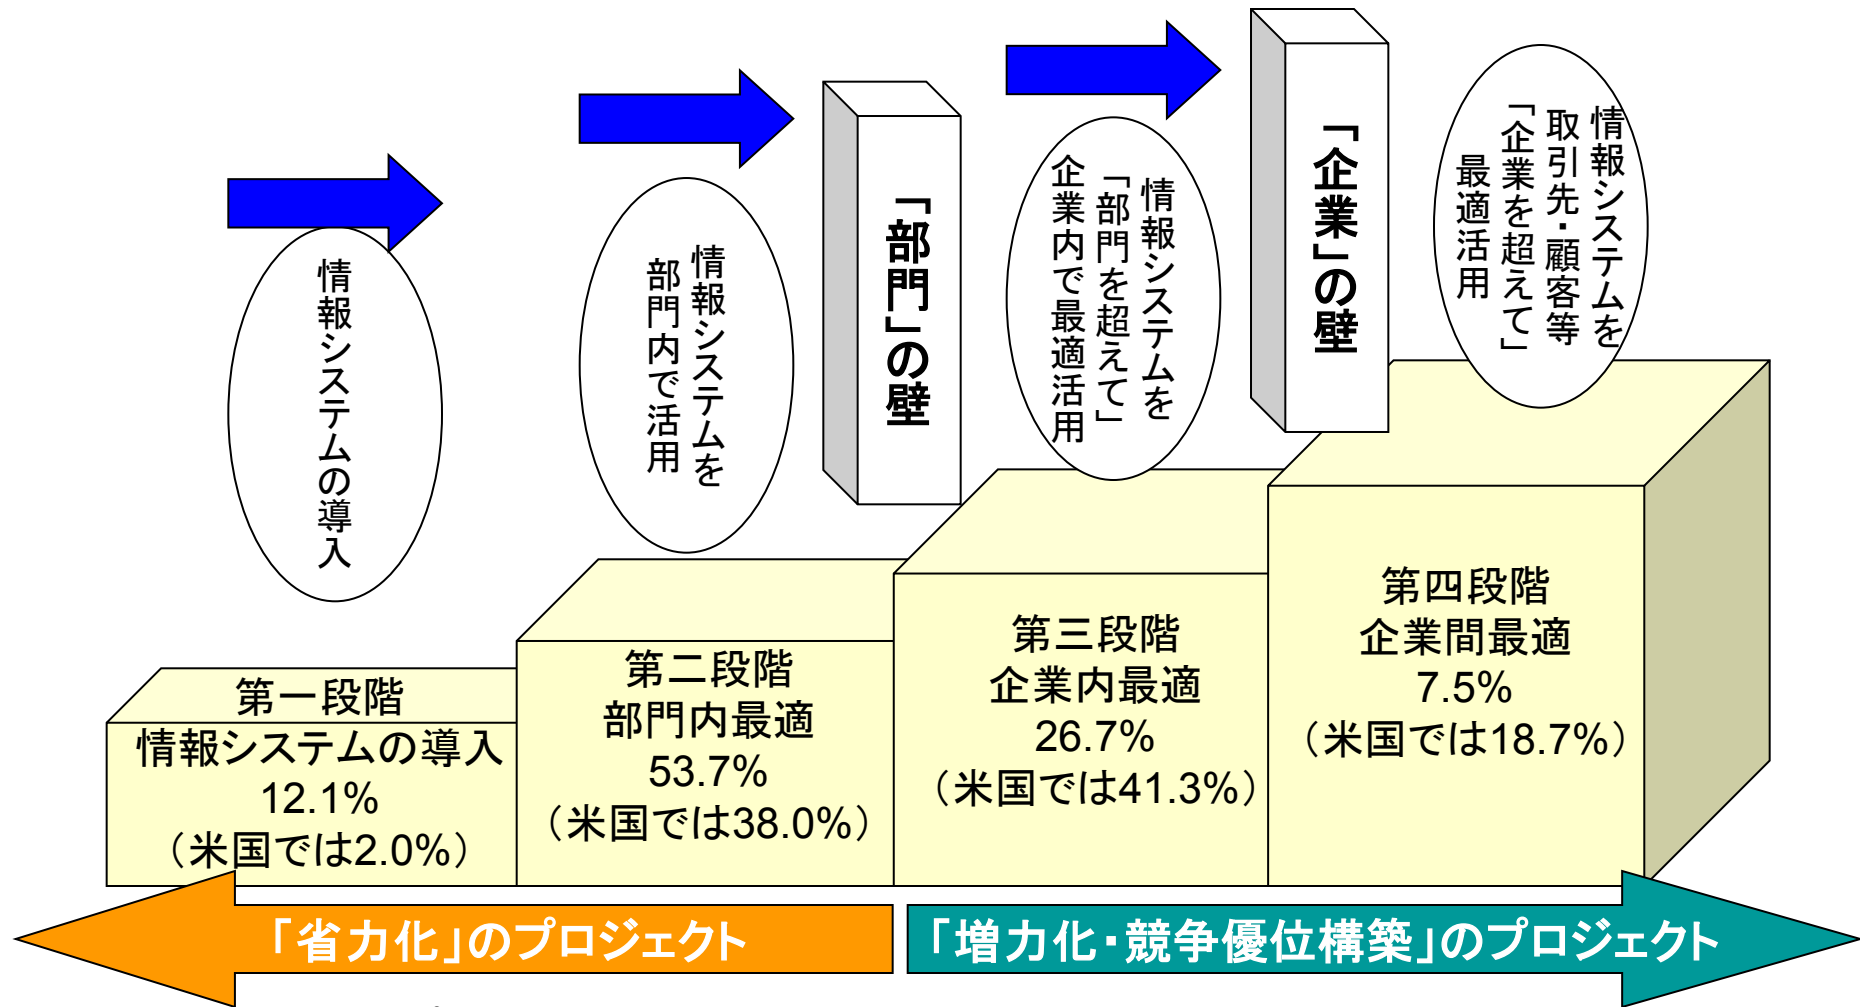 情報システムの導入
情報システムを
部門内で活用
「部門」の壁
情報システムを
「部門を超えて」
企業内で最適活用
「企業」の壁
情報システムを
取引先・顧客等
「企業を超えて」
最適活用
第一段階
情報システムの導入
12.1%
（米国では2.0%）
第二段階
部門内最適
53.7%
（米国では38.0%）
第三段階
企業内最適
26.7%
（米国では41.3%）
第四段階
企業間最適
7.5%
（米国では18.7%）
「省力化」のプロジェクト
「増力化・競争優位構築」のプロジェクト